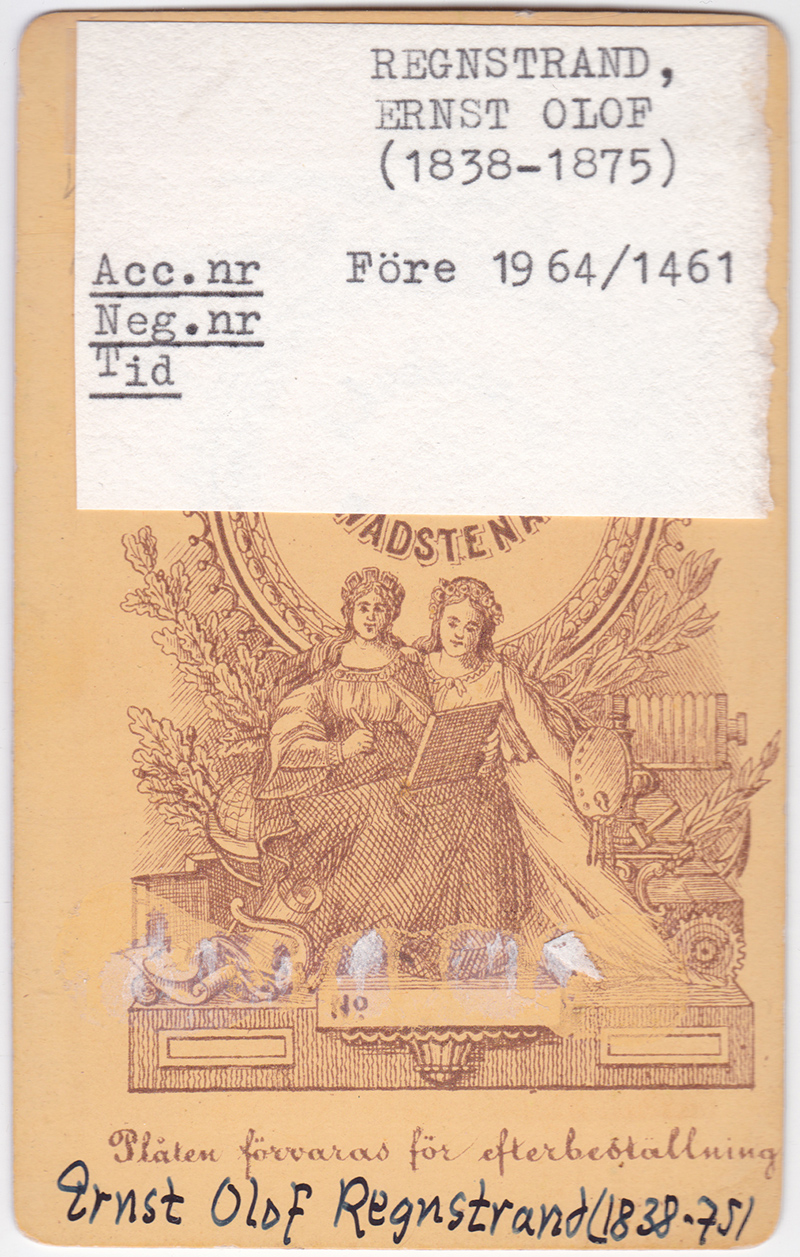 REGNSTRAND,
ERNST OLOF
(1838-1875)
Acc.nr Före 1964/1461
Neg.nr
Tid
WADSTENA
No
Plåten förvaras för efterbeställning
Ernst Olof Regnstrand (1838-75)